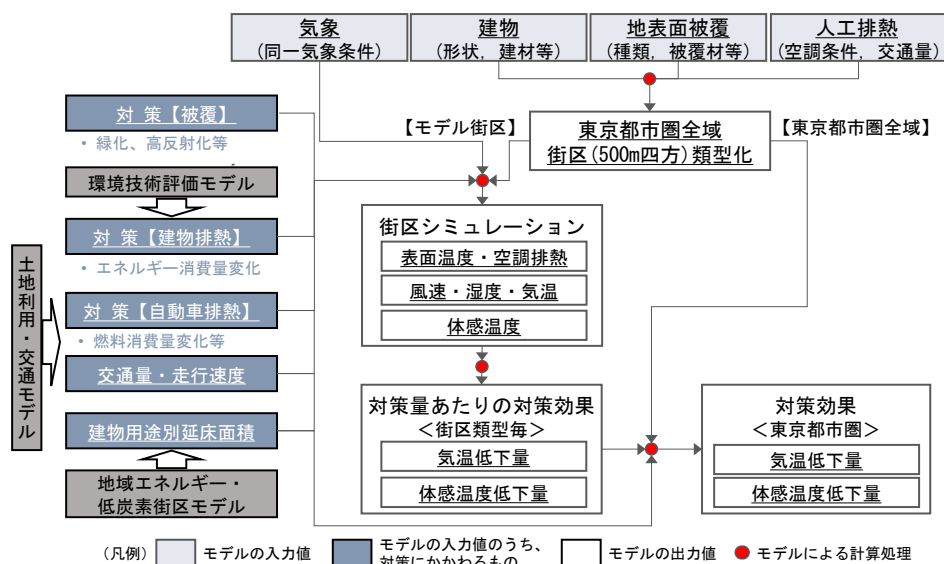 気象
(同一気象条件)
建物
(形状, 建材等)
地表面被覆
(種類, 被覆材等)
人工排熱
(空調条件, 交通量)
対 策【被覆】
・緑化、高反射化等
【モデル街区】
東京都市圏全域
街区(500m四方)類型化
【東京都市圏全域】
環境技術評価モデル
対 策【建物排熱】
・エネルギー消費量変化
土地利用・交通モデル
対 策【自動車排熱】
・燃料消費量変化等
交通量・走行速度
建物用途別延床面積
地域エネルギー・
低炭素街区モデル
街区シミュレーション
表面温度・空調排熱
風速・湿度・気温
体感温度
対策量あたりの対策効果
<街区類型毎>
気温低下量
体感温度低下量
対策効果
<東京都市圏>
気温低下量
体感温度低下量
(凡例)
モデルの入力値
モデルの入力値のうち、
対策にかかわるもの
モデルの出力値
モデルによる計算処理